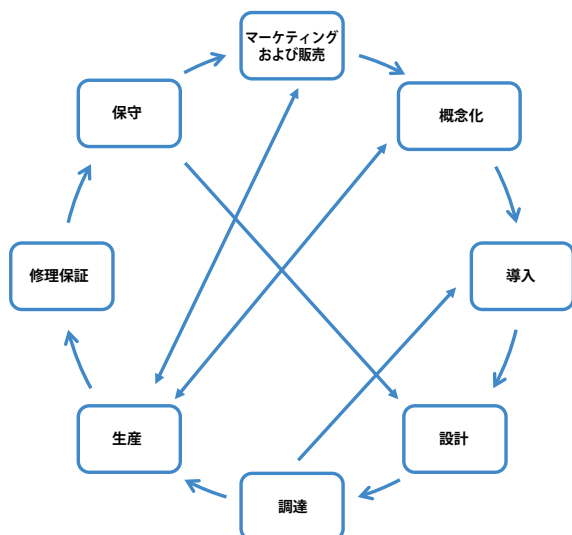 マーケティング
および販売
概念化
導入
設計
調達
生産
修理保証
保守